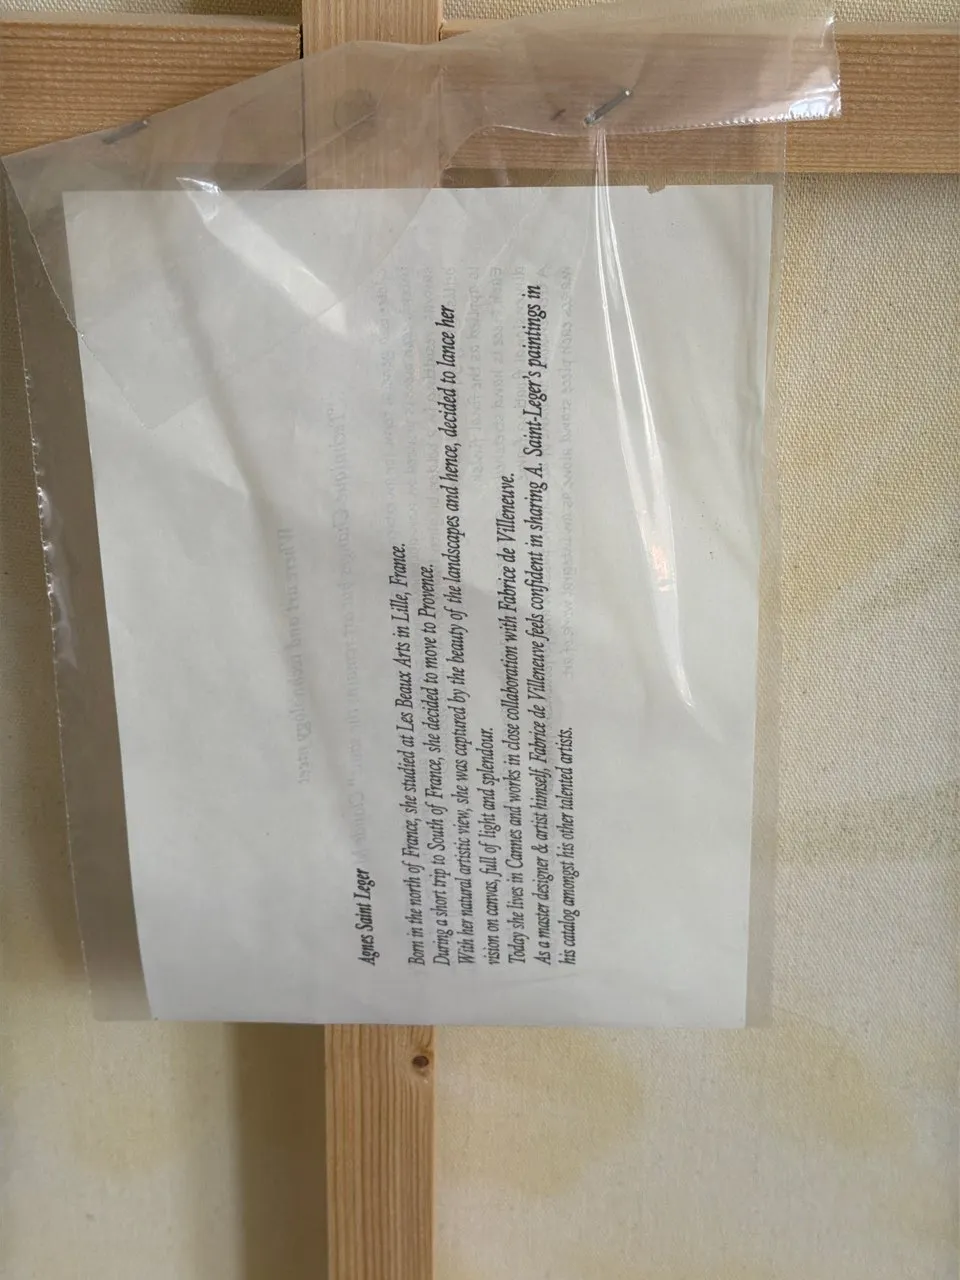 Agnes Saint Leger
Born in the north of France, she studied at Les Beaux Arts in Lille, France.
During a short trip to South of France, she decided to move to Provence.
With her natural artistic view, she was captured by the beauty of the landscapes and hence, decided to lance her
vision on canvas, full of light and splendour.
Today she lives in Cannes and works in close collaboration with Fabrice de Villeneuve.
As a master designer & artist himself, Fabrice de Villeneuve feels confident in sharing A. Saint-Leger's paintings in
his catalog amongst his other talented artists.